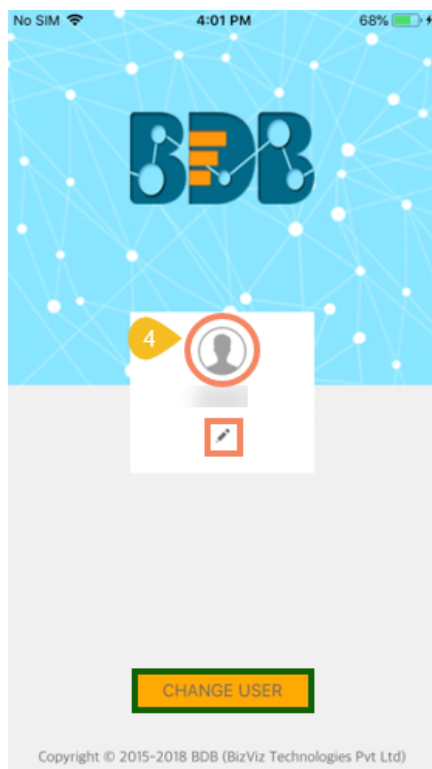 No SIM 4:01 PM 68%
BDB
4
CHANGE USER
Copyright © 2015-2018 BDB (BizViz Technologies Pvt Ltd)